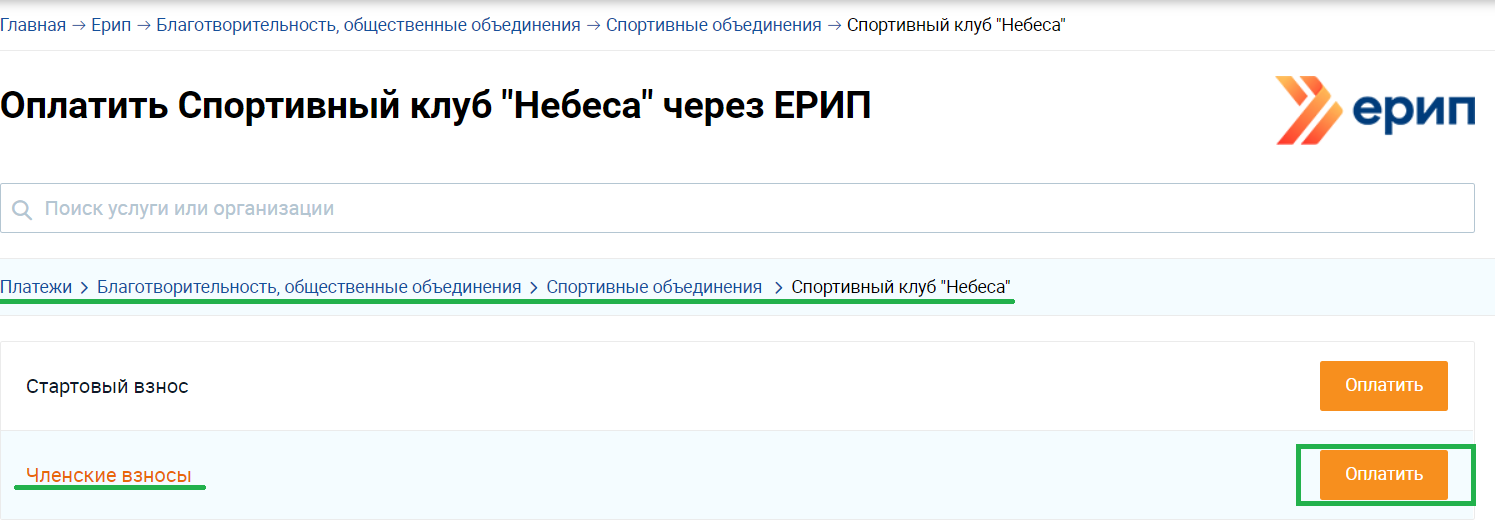 Главная → Ерип → Благотворительность, общественные объединения → Спортивные объединения → Спортивный клуб "Небеса"
Оплатить Спортивный клуб "Небеса" через ЕРИП
ерип
Поиск услуги или организации
Платежи > Благотворительность, общественные объединения > Спортивные объединения > Спортивный клуб "Небеса"
Стартовый взнос Оплатить
Членские взносы Оплатить